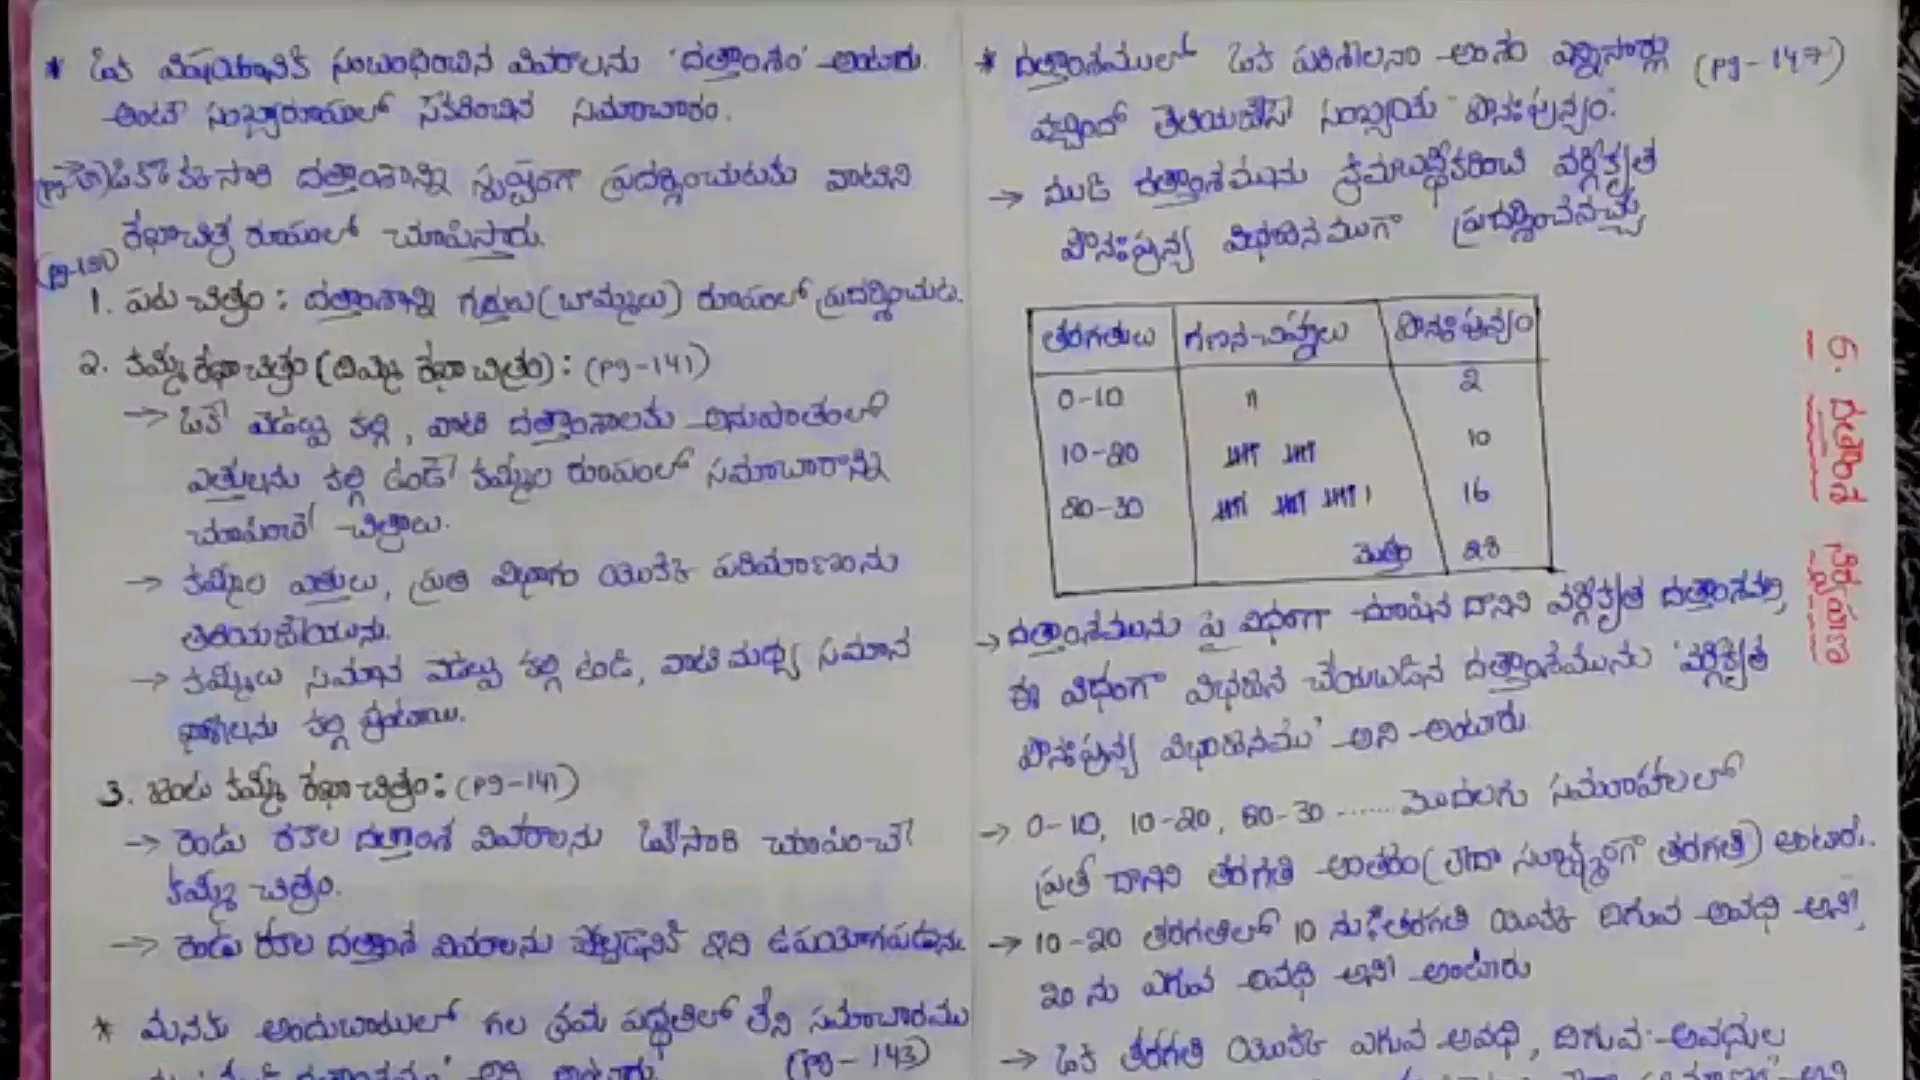 * ఒక విషయానికి సంబంధించిన వివరాలను 'దత్తాంశం' అంటారు.
అంటే సంఖ్యారూపంలో సేకరించిన సమాచారం.
ఒకసారి దత్తాంశాన్ని స్పష్టంగా ప్రదర్శించుటకు వాటిని
రేఖాచిత్ర రూపంలో చూపిస్తారు.
1. పట చిత్రం : దత్తాంశాన్ని (బొమ్మలు) రూపంలో ప్రదర్శించుట.
2. కమ్మీ రేఖా చిత్రం (దిమ్మె రేఖా చిత్రం) : (pg-141)
→ ఒకే వెడల్పు కల్గి, వాటి దత్తాంశాలకు అనుపాతంలో
ఎత్తులను కల్గి ఉండే కమ్మీల రూపంలో సమాచారాన్ని
చూపించే చిత్రాలు.
→ కమ్మీల ఎత్తులు, ప్రతి విభాగం యొక్క పరిమాణంను
తెలియజేయును.
→ కమ్మీలు సమాన వెడల్పు కల్గి ఉండి, వాటి మధ్య సమాన
ఖాళీలను కల్గి వుంటాయి.
3. జంట కమ్మీ రేఖా చిత్రం : (pg-141)
→ రెండు రకాల దత్తాంశ వివరాలను ఒకేసారి చూపించే
కమ్మీ చిత్రం.
→ రెండు రకాల దత్తాంశ వివరాలను పోల్చడానికి ఇది ఉపయోగపడును.
* మనకు అందుబాటులో గల క్రమ పద్ధతిలో లేని సమాచారము
(pg-143)
* దత్తాంశములో ఒక పరిశీలనా అంశం ఎన్నిసార్లు (pg-147)
వచ్చిందో తెలియజేసే సంఖ్యయే పౌనఃపున్యం.
→ ముడి దత్తాంశమును క్రమబద్ధీకరించి వర్గీకృత
పౌనఃపున్య విభాజనముగా ప్రదర్శించవచ్చు
తరగతులు గణన చిహ్నాలు పౌనఃపున్యం
0-10 2
10-20 10
20-30 16
మొత్తం 28
→ దత్తాంశమును పై విధంగా చూపిన దానిని వర్గీకృత దత్తాంశము,
ఈ విధంగా విభజన చేయబడిన దత్తాంశమును 'వర్గీకృత
పౌనఃపున్య విభాజనము' అని అంటారు.
→ 0-10, 10-20, 20-30 ....... మొదలగు సమూహాలలో
ప్రతీ దానిని తరగతి అంతరం (లేదా సూక్ష్మంగా తరగతి) అంటారు.
→ 10-20 తరగతిలో 10 ను తరగతి యొక్క దిగువ అవధి అని,
20 ను ఎగువ అవధి అని అంటారు
→ ఒక తరగతి యొక్క ఎగువ అవధి, దిగువ అవధుల
6. దత్తాంశ నిర్వహణ